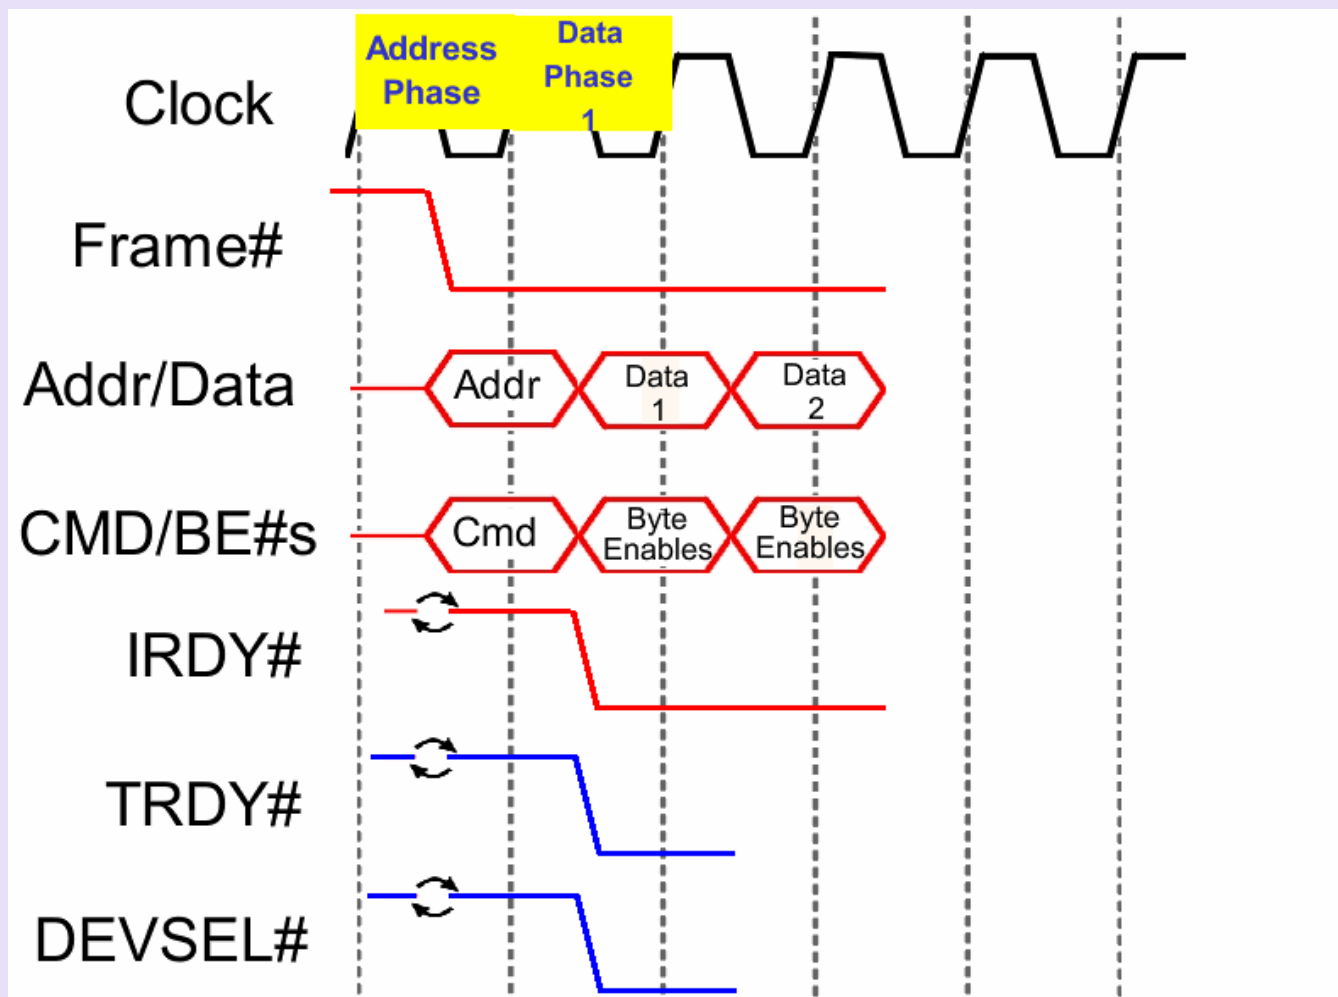 Address
Phase
Data
Phase
1
Clock
Frame#
Addr/Data
Addr
Data
1
Data
2
CMD/BE#s
Cmd
Byte
Enables
Byte
Enables
IRDY#
TRDY#
DEVSEL#